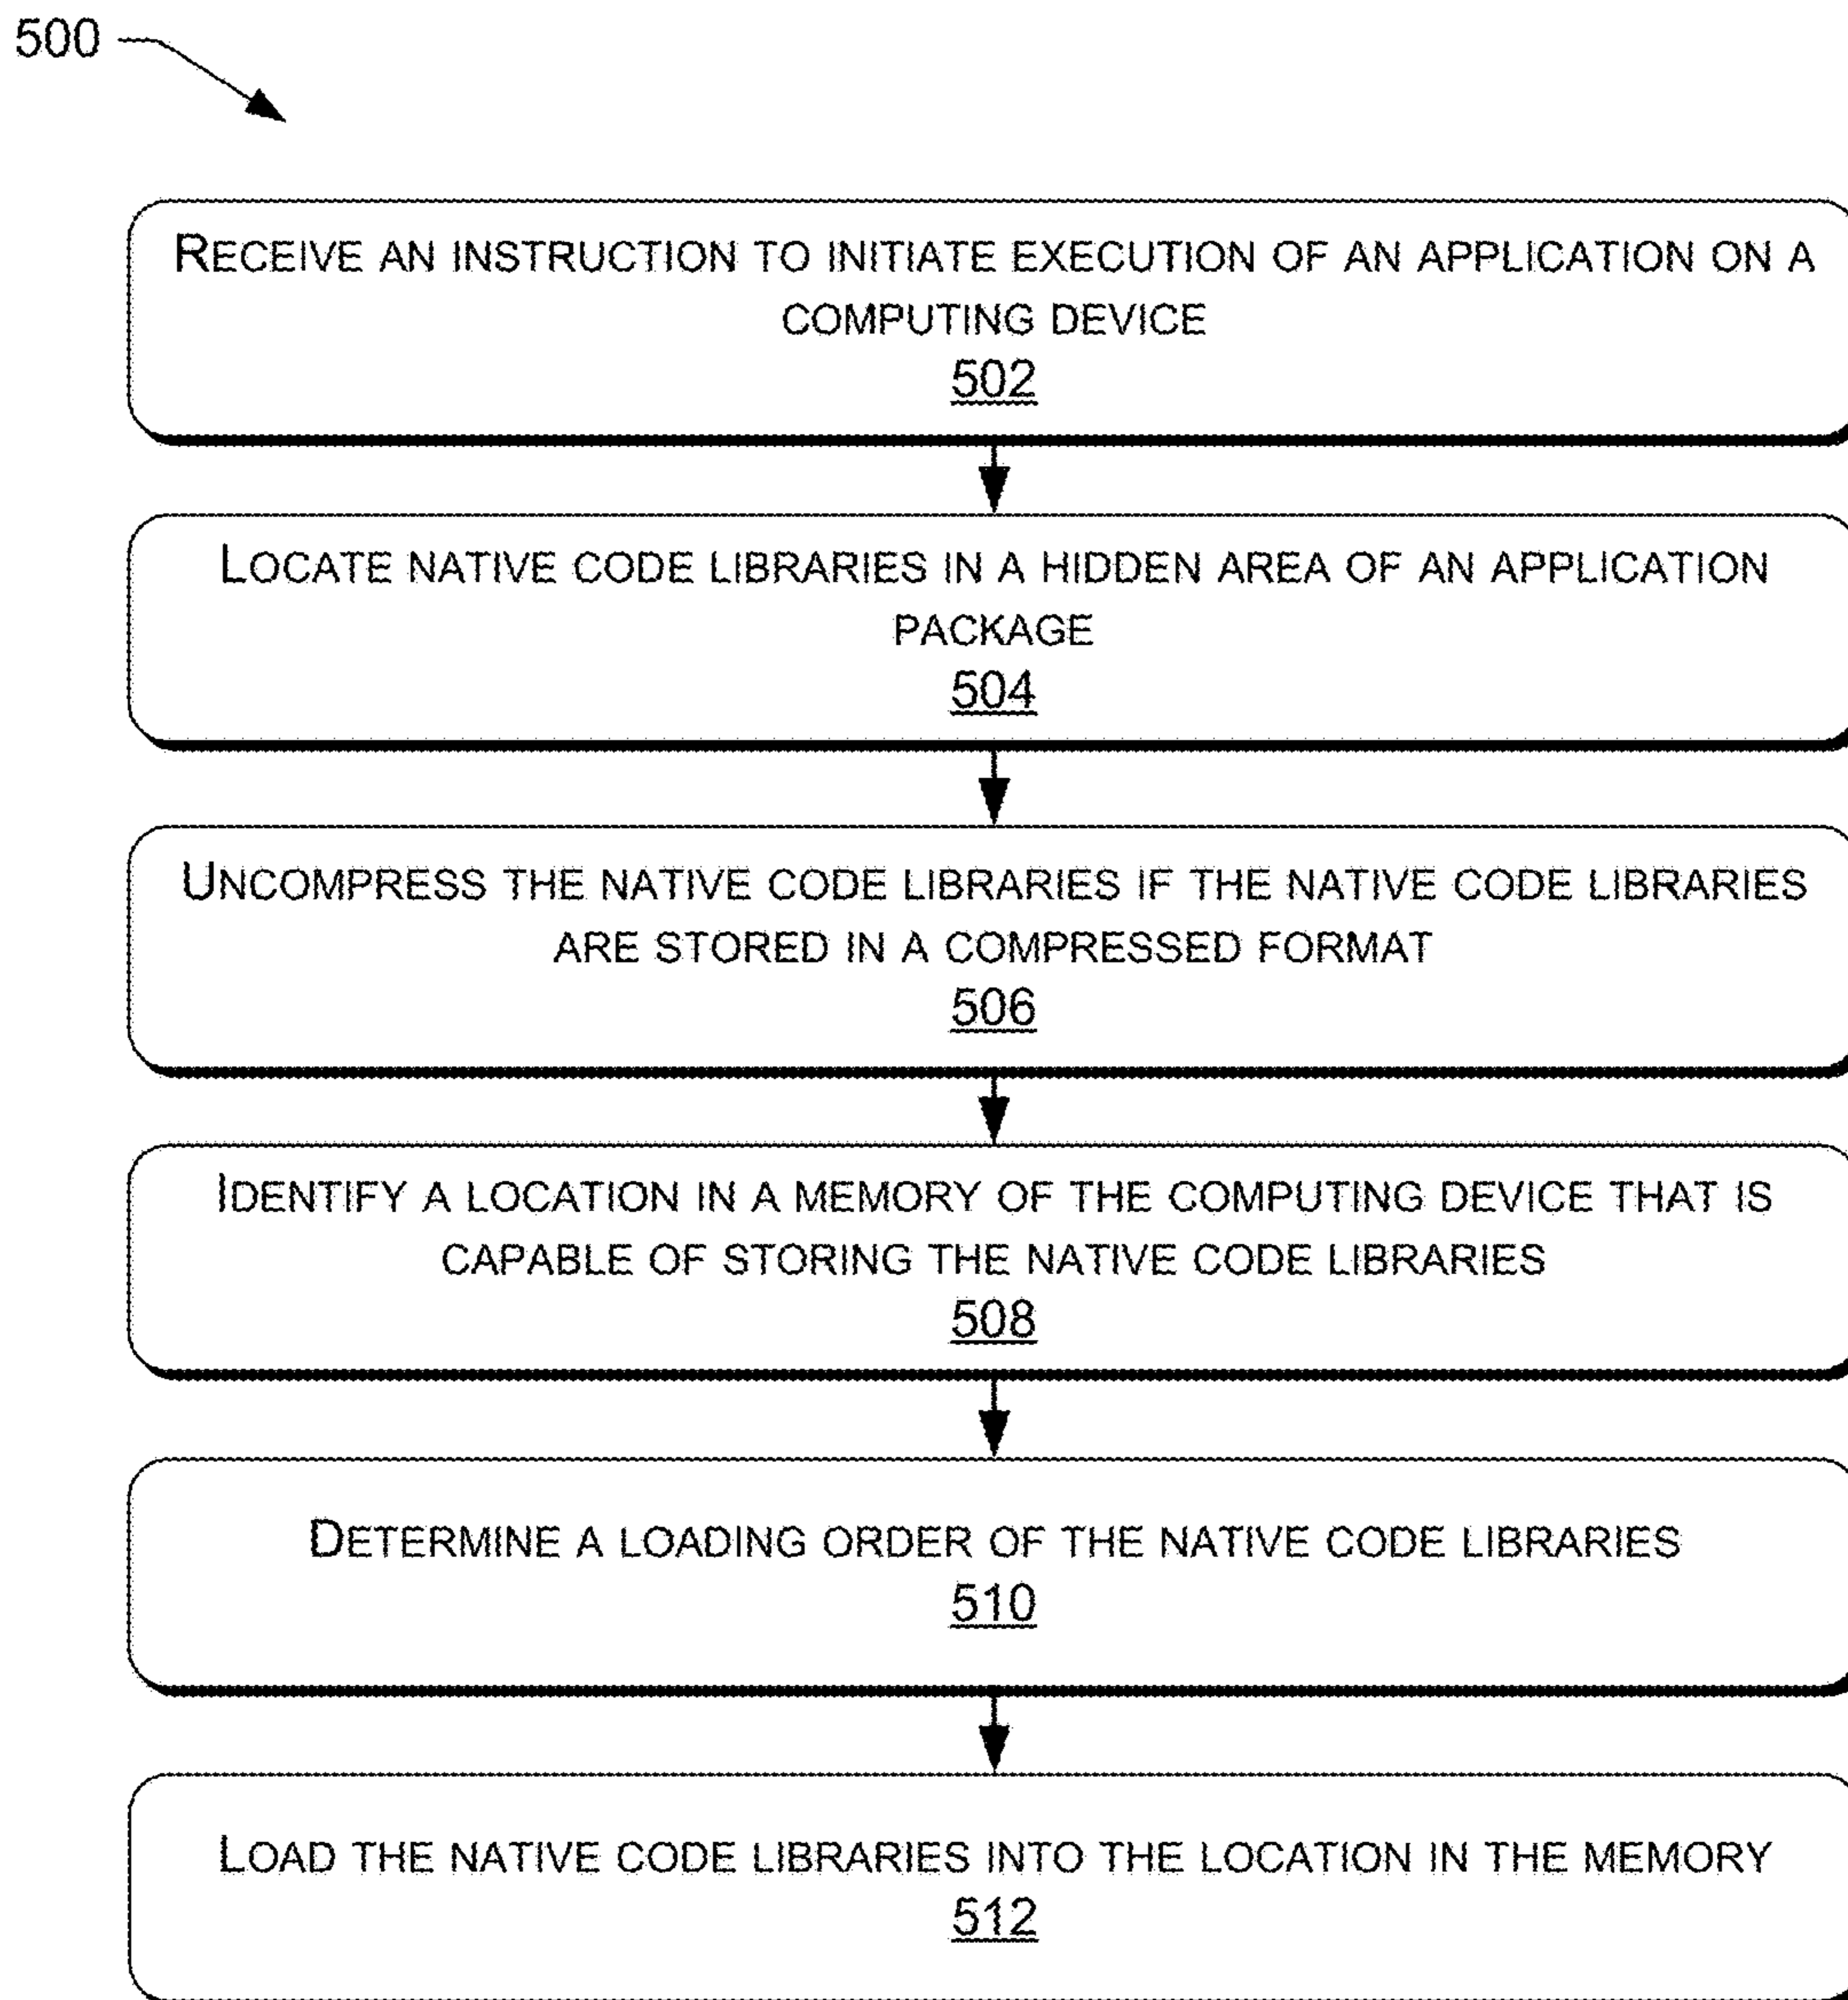 500
RECEIVE AN INSTRUCTION TO INITIATE EXECUTION OF AN APPLICATION ON A
COMPUTING DEVICE
502
LOCATE NATIVE CODE LIBRARIES IN A HIDDEN AREA OF AN APPLICATION
PACKAGE
504
UNCOMPRESS THE NATIVE CODE LIBRARIES IF THE NATIVE CODE LIBRARIES
ARE STORED IN A COMPRESSED FORMAT
506
IDENTIFY A LOCATION IN A MEMORY OF THE COMPUTING DEVICE THAT IS
CAPABLE OF STORING THE NATIVE CODE LIBRARIES
508
DETERMINE A LOADING ORDER OF THE NATIVE CODE LIBRARIES
510
LOAD THE NATIVE CODE LIBRARIES INTO THE LOCATION IN THE MEMORY
512